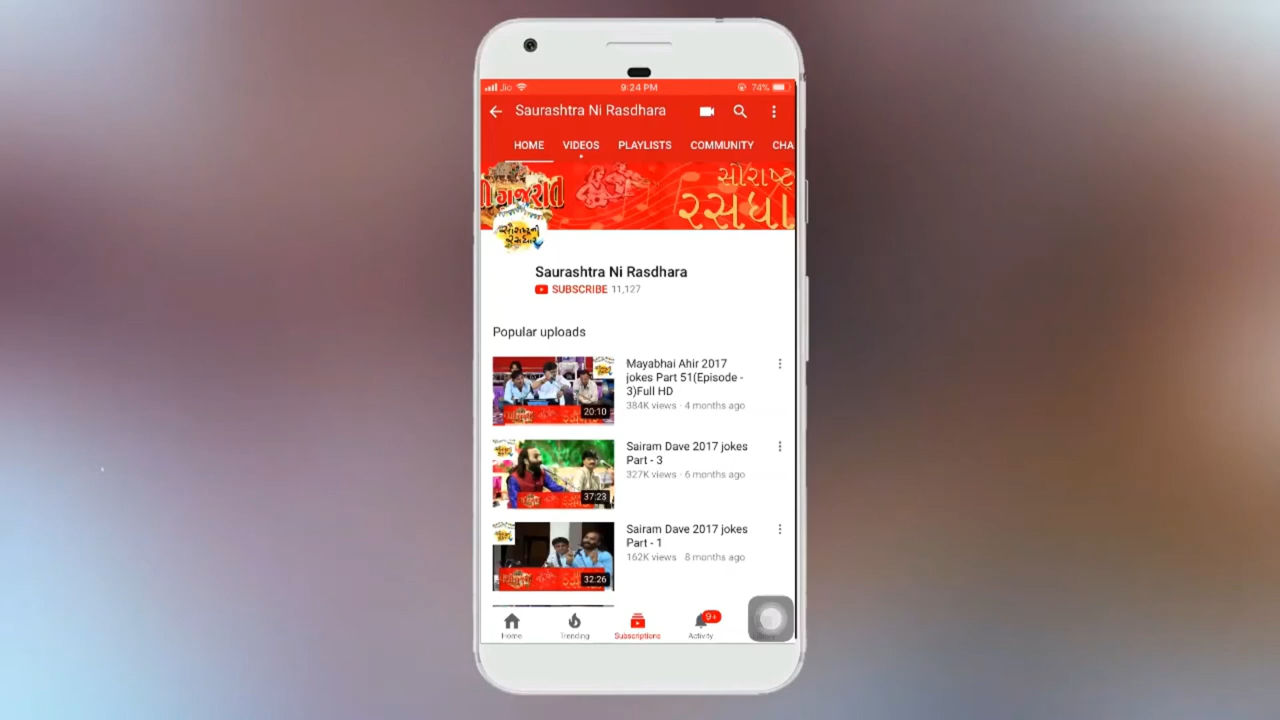 Jio
9:24 PM
74%
Saurashtra Ni Rasdhara
HOME
VIDEOS
PLAYLISTS
COMMUNITY
CHA
ગુજરાત
સૌરાષ્ટ્ર
રસધા
Saurashtra Ni Rasdhara
SUBSCRIBE 11,127
Popular uploads
Mayabhai Ahir 2017
jokes Part 51(Episode -
3)Full HD
384K views · 4 months ago
20:10
Sairam Dave 2017 jokes
Part - 3
327K views · 6 months ago
37:23
Sairam Dave 2017 jokes
Part - 1
162K views 8 months ago
32:26
Home
Trending
Subscriptions
Activity
9+